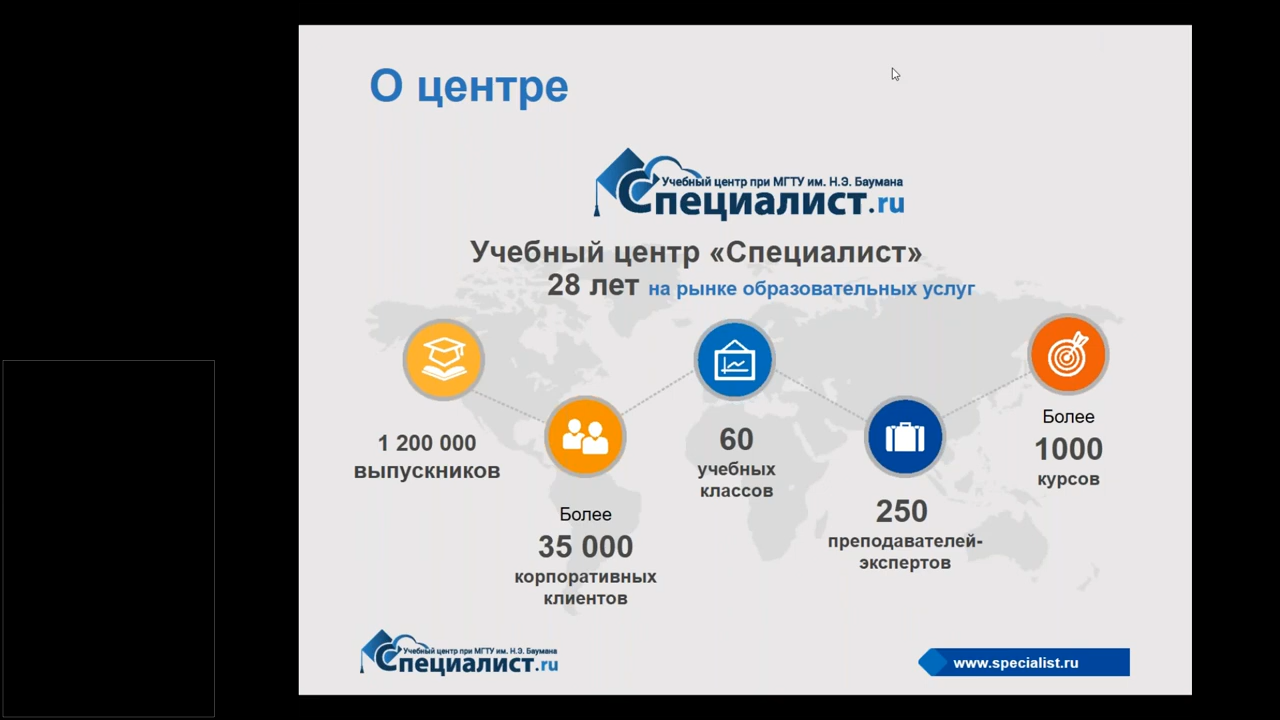 О центре
Учебный центр при МГТУ им. Н.Э. Баумана
Специалист.ru
Учебный центр «Специалист»
28 лет на рынке образовательных услуг
1 200 000
выпускников
Более
35 000
корпоративных
клиентов
60
учебных
классов
250
преподавателей-
экспертов
Более
1000
курсов
Учебный центр при МГТУ им. Н.Э. Баумана
Специалист.ru
www.specialist.ru